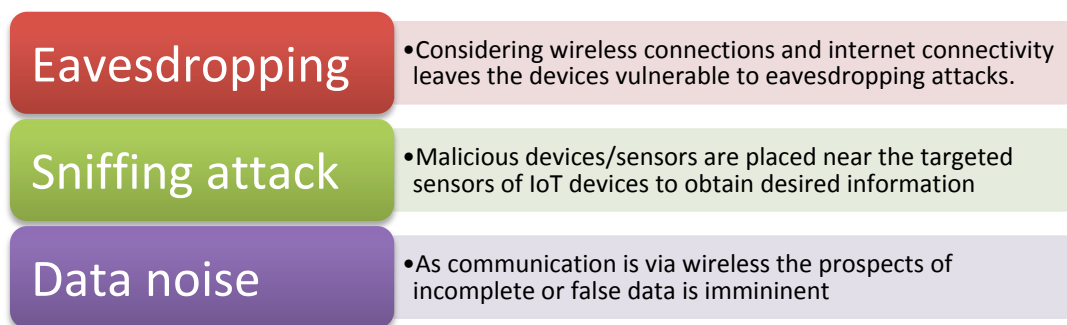 Eavesdropping
•Considering wireless connections and internet connectivity
leaves the devices vulnerable to eavesdropping attacks.
Sniffing attack
•Malicious devices/sensors are placed near the targeted
sensors of IoT devices to obtain desired information
Data noise
•As communication is via wireless the prospects of
incomplete or false data is immininent